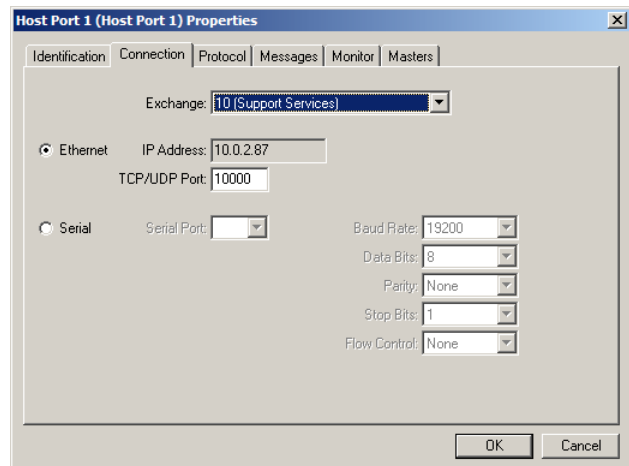 Host Port 1 (Host Port 1) Properties
Identification Connection Protocol Messages Monitor Masters
Exchange: 10 (Support Services)
Ethernet IP Address: 10.0.2.87
TCP/UDP Port: 10000
Serial Serial Port: Baud Rate: 19200
Data Bits: 8
Parity: None
Stop Bits: 1
Flow Control: None
OK Cancel